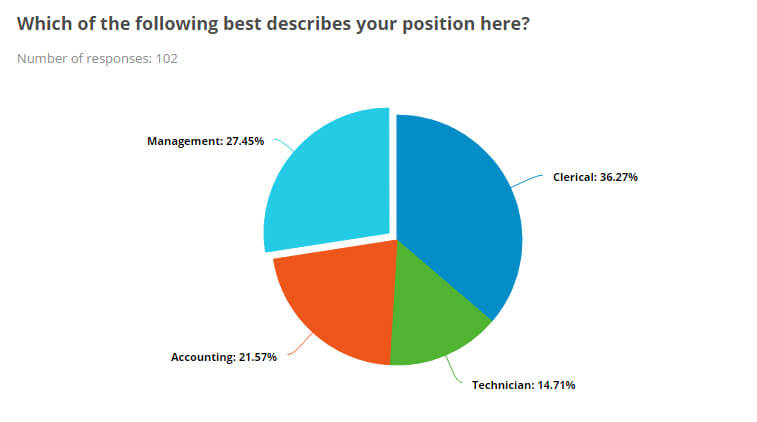 Which of the following best describes your position here?
Number of responses: 102
Management: 27.45%
Clerical: 36.27%
Accounting: 21.57%
Technician: 14.71%